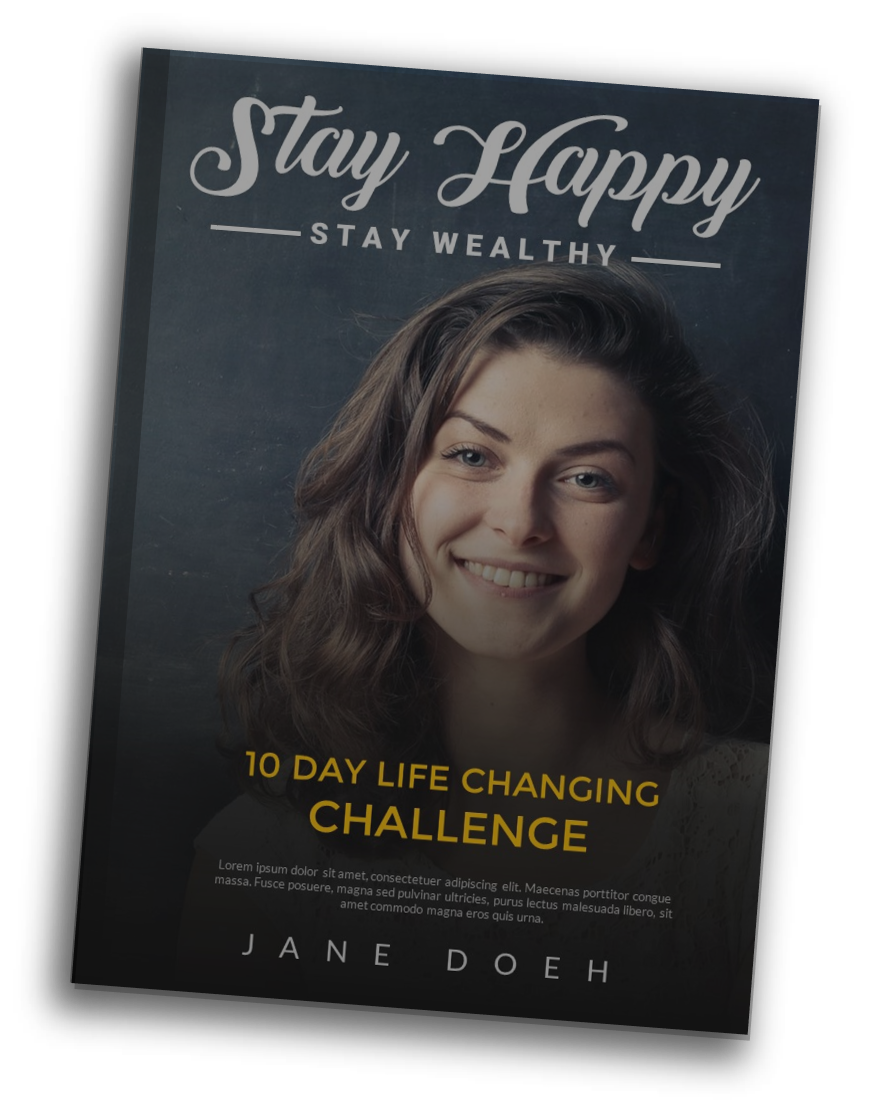 Stay Happy
STAY WEALTHY
10 DAY LIFE CHANGING
CHALLENGE
Lorem ipsum dolor sit amet, consectetuer adipiscing elit. Maecenas porttitor congue
massa. Fusce posuere, magna sed pulvinar ultricies, purus lectus malesuada libero, sit
amet commodo magna eros quis urna.
JANE DOEH